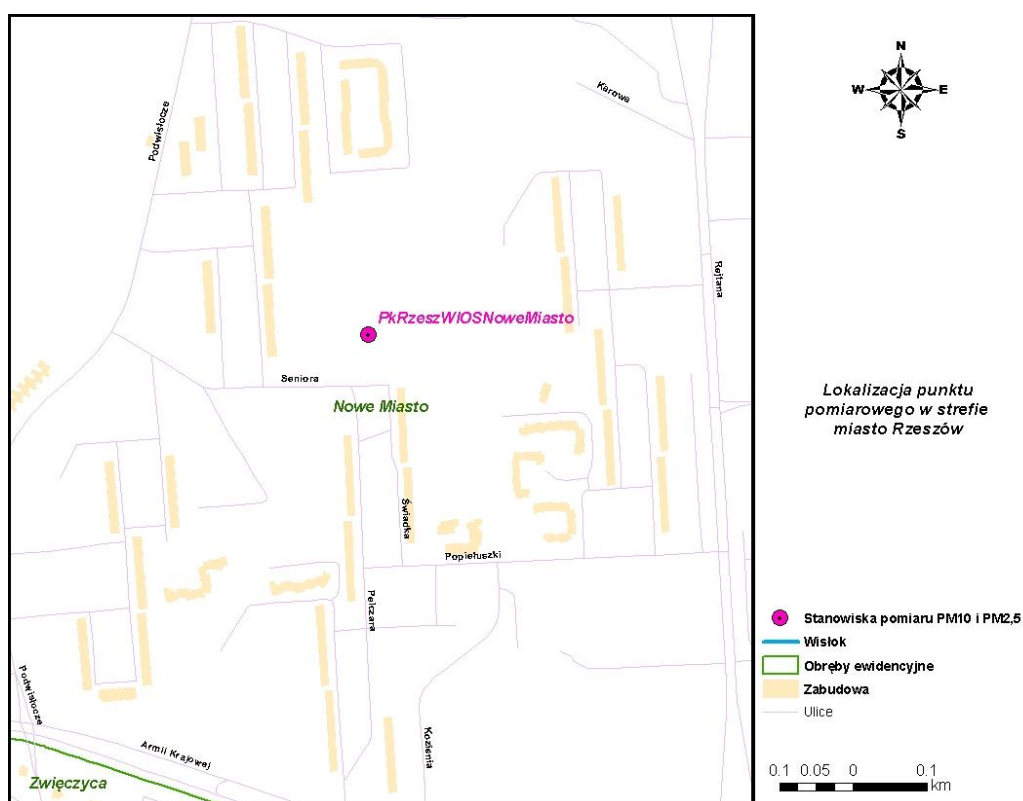 Podwisłocze
Karowa
Rejtana
PkRzeszWIOSNoweMiasto
Seniora
Nowe Miasto
Świadka
Popiełuszki
Pelczara
Podwisłocze
Armii Krajowej
Kozienia
Zwięczyca
N
W E
S
Lokalizacja punktu
pomiarowego w strefie
miasto Rzeszów
Stanowiska pomiaru PM10 i PM2,5
Wisłok
Obręby ewidencyjne
Zabudowa
Ulice
0.1 0.05 0 0.1
km